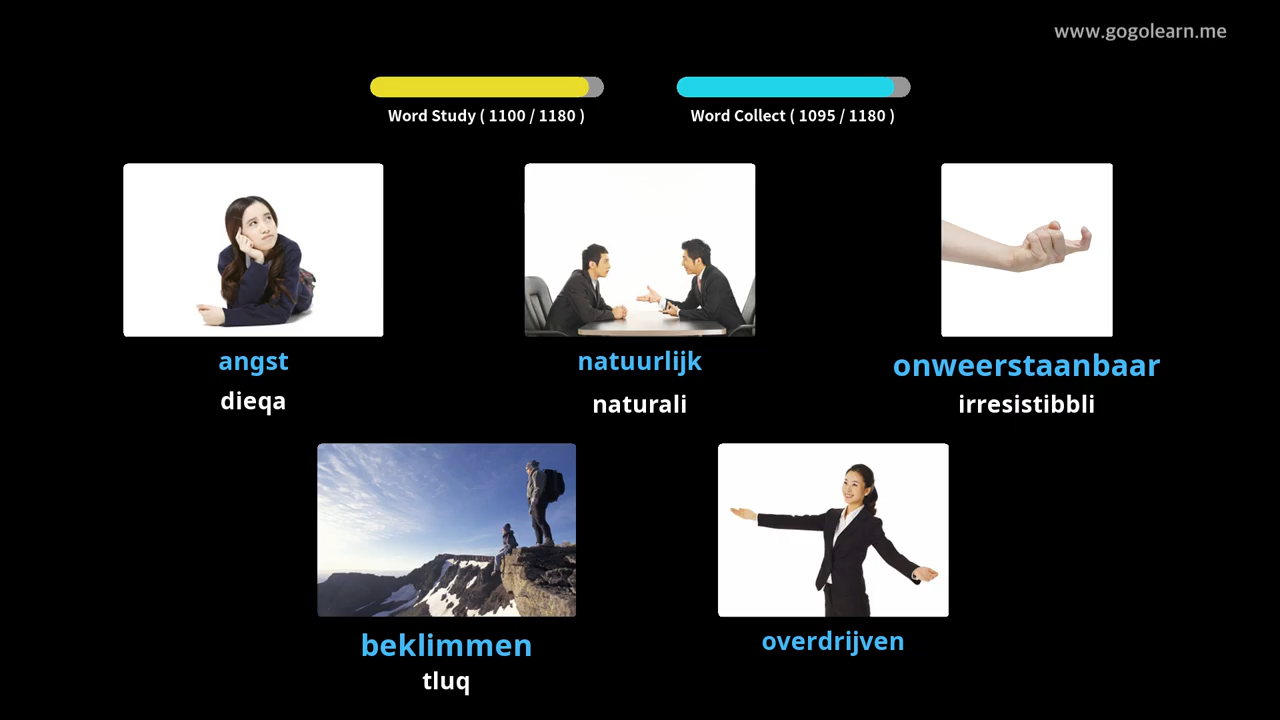 www.gogolearn.me
Word Study ( 1100 / 1180 )
Word Collect ( 1095 / 1180 )
angst
dieqa
natuurlijk
naturali
onweerstaanbaar
irresistibbli
beklimmen
tluq
overdrijven